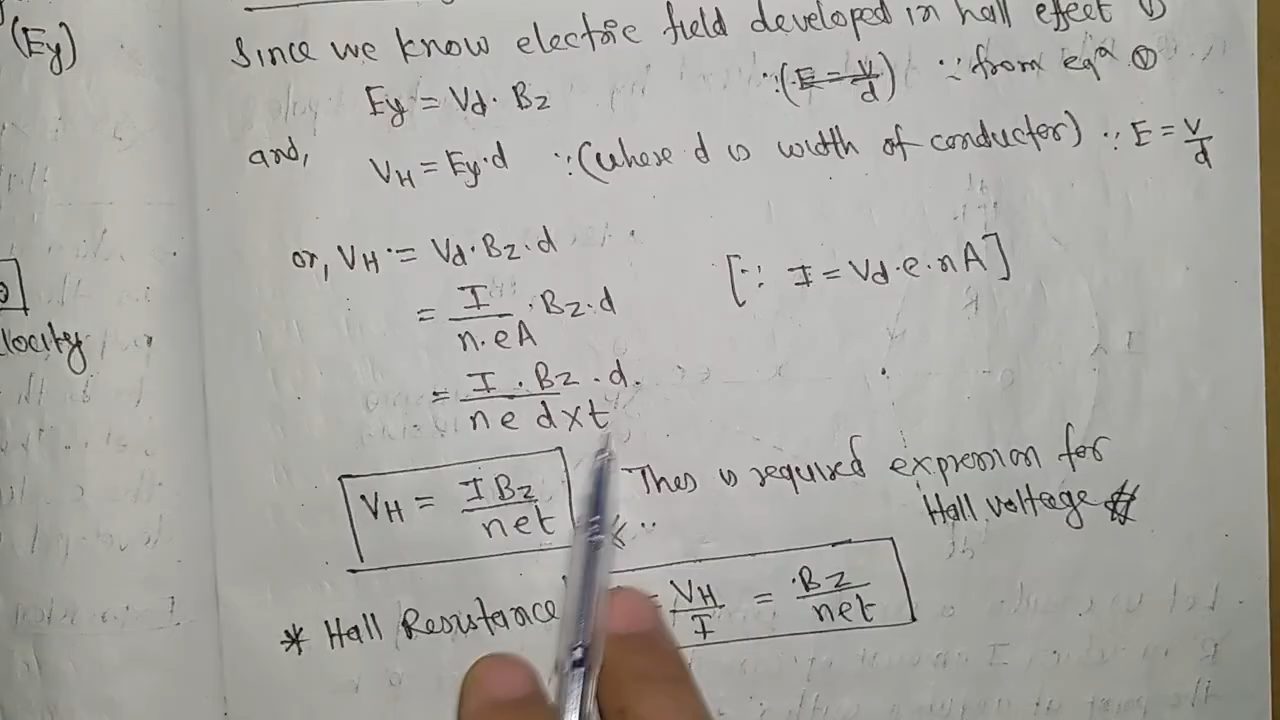 (Ey)
Since we know electric field developed in hall effect is
Ey = Vd · Bz ∵(E = V/d) ∵ from eqn ①
and, VH = Ey·d ∵(where d is width of conductor) ∵ E = V/d
or, VH = Vd·Bz·d [∵ I = Vd·e·nA]
= I/n·eA · Bz·d
= I · Bz · d / n e d x t
VH = I Bz / net This is required expression for
Hall voltage
* Hall Resistance = VH/I = Bz/net
locity